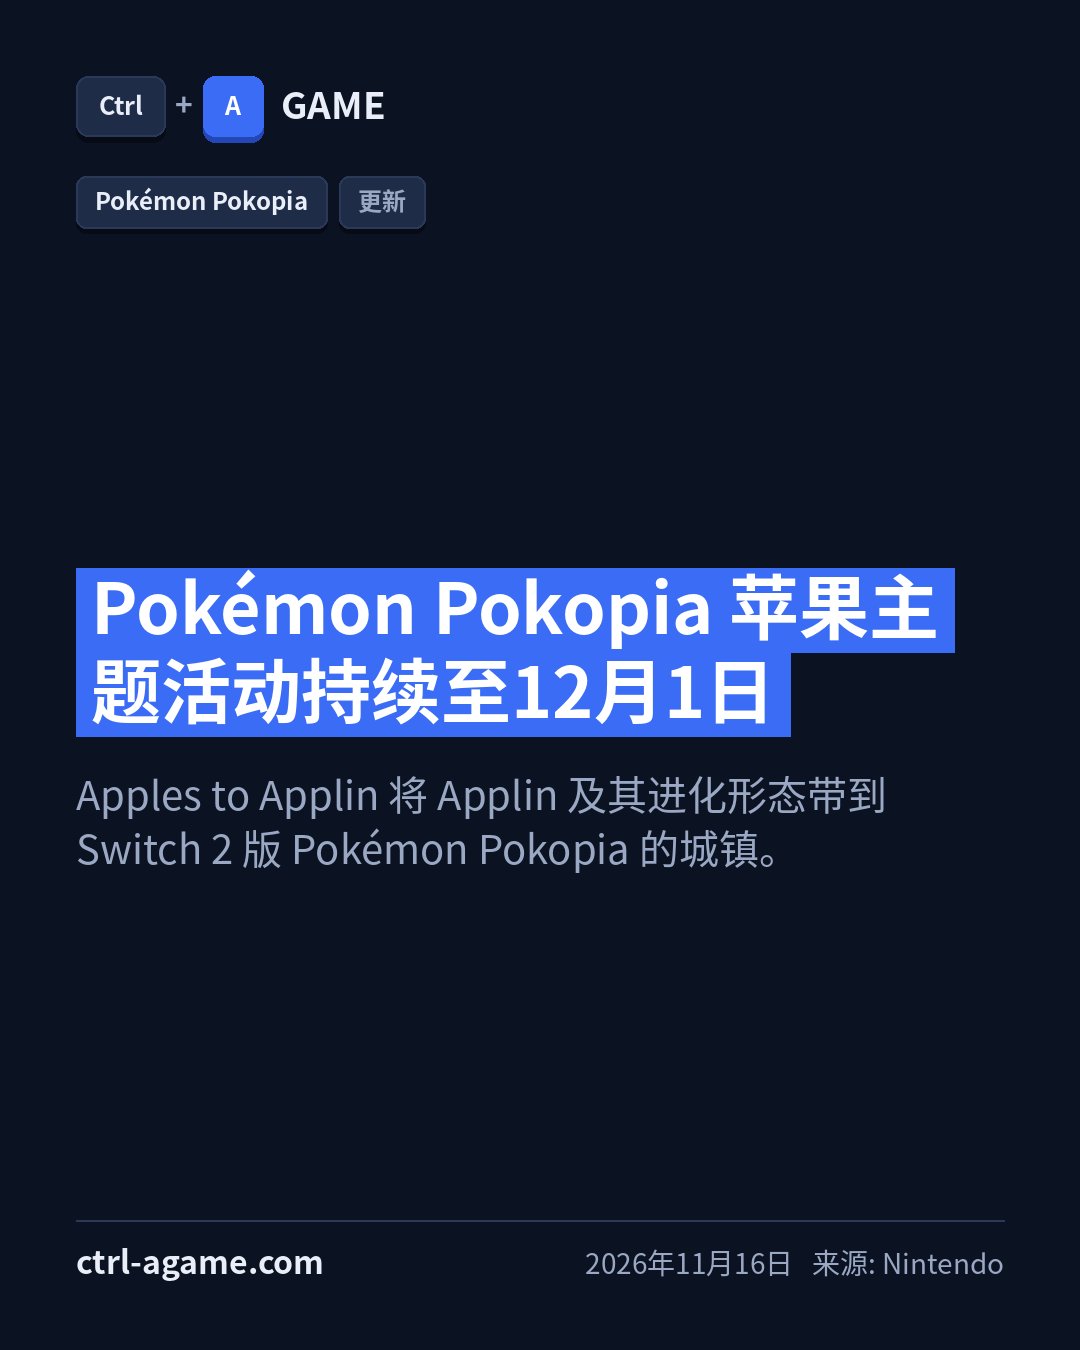 Ctrl + A GAME
Pokémon Pokopia 更新
Pokémon Pokopia 苹果主
题活动持续至12月1日
Apples to Applin 将 Applin 及其进化形态带到
Switch 2 版 Pokémon Pokopia 的城镇。
ctrl-agame.com 2026年11月16日 来源: Nintendo